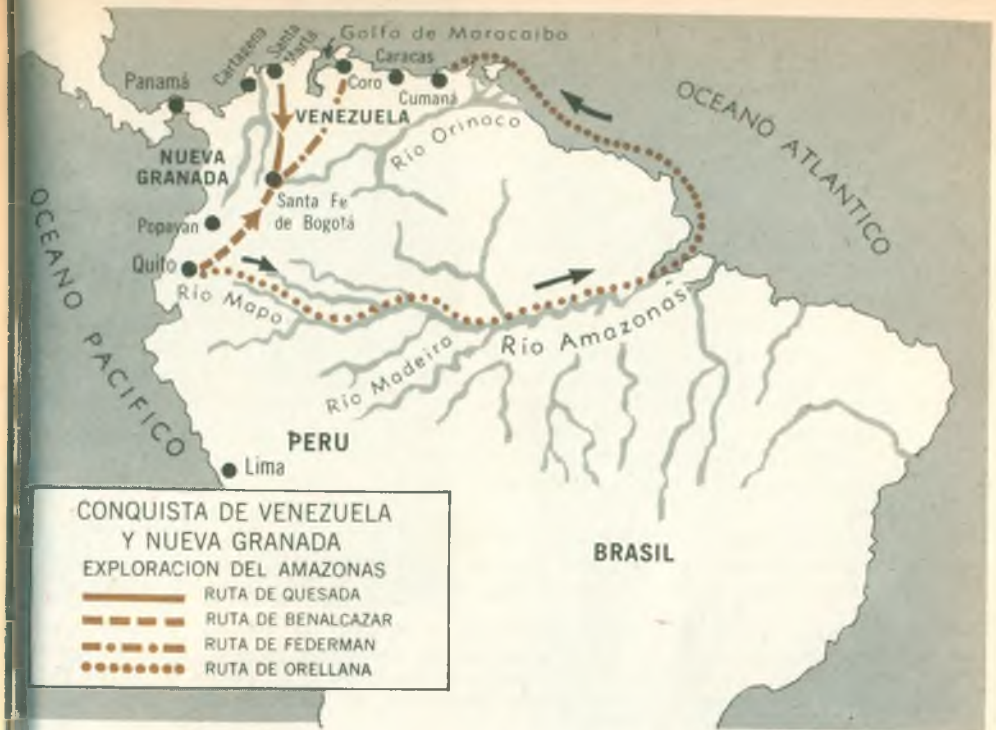 Golfo de Maracaibo
Santa
Marta
Cartagena
Caracas
Panamá
Coro
Cumaná
VENEZUELA
OCEANO ATLANTICO
Río Orinoco
NUEVA
GRANADA
Santa Fe
de Bogotá
Popayan
Quito
OCEANO PACIFICO
Río Mapo
Río Amazonas
Río Madeira
PERU
Lima
BRASIL
CONQUISTA DE VENEZUELA
Y NUEVA GRANADA
EXPLORACION DEL AMAZONAS
RUTA DE QUESADA
RUTA DE BENALCAZAR
RUTA DE FEDERMAN
RUTA DE ORELLANA